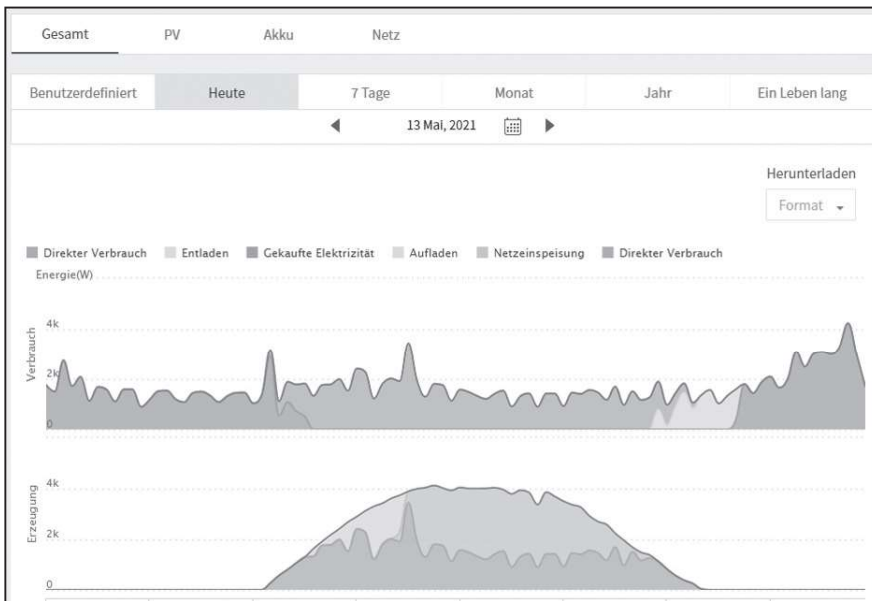 Gesamt PV Akku Netz
Benutzerdefiniert Heute 7 Tage Monat Jahr Ein Leben lang
13 Mai, 2021
Herunterladen
Format
Direkter Verbrauch Entladen Gekaufte Elektrizität Aufladen Netzeinspeisung Direkter Verbrauch
Energie(W)
Verbrauch
4k
2k
0
Erzeugung
4k
2k
0